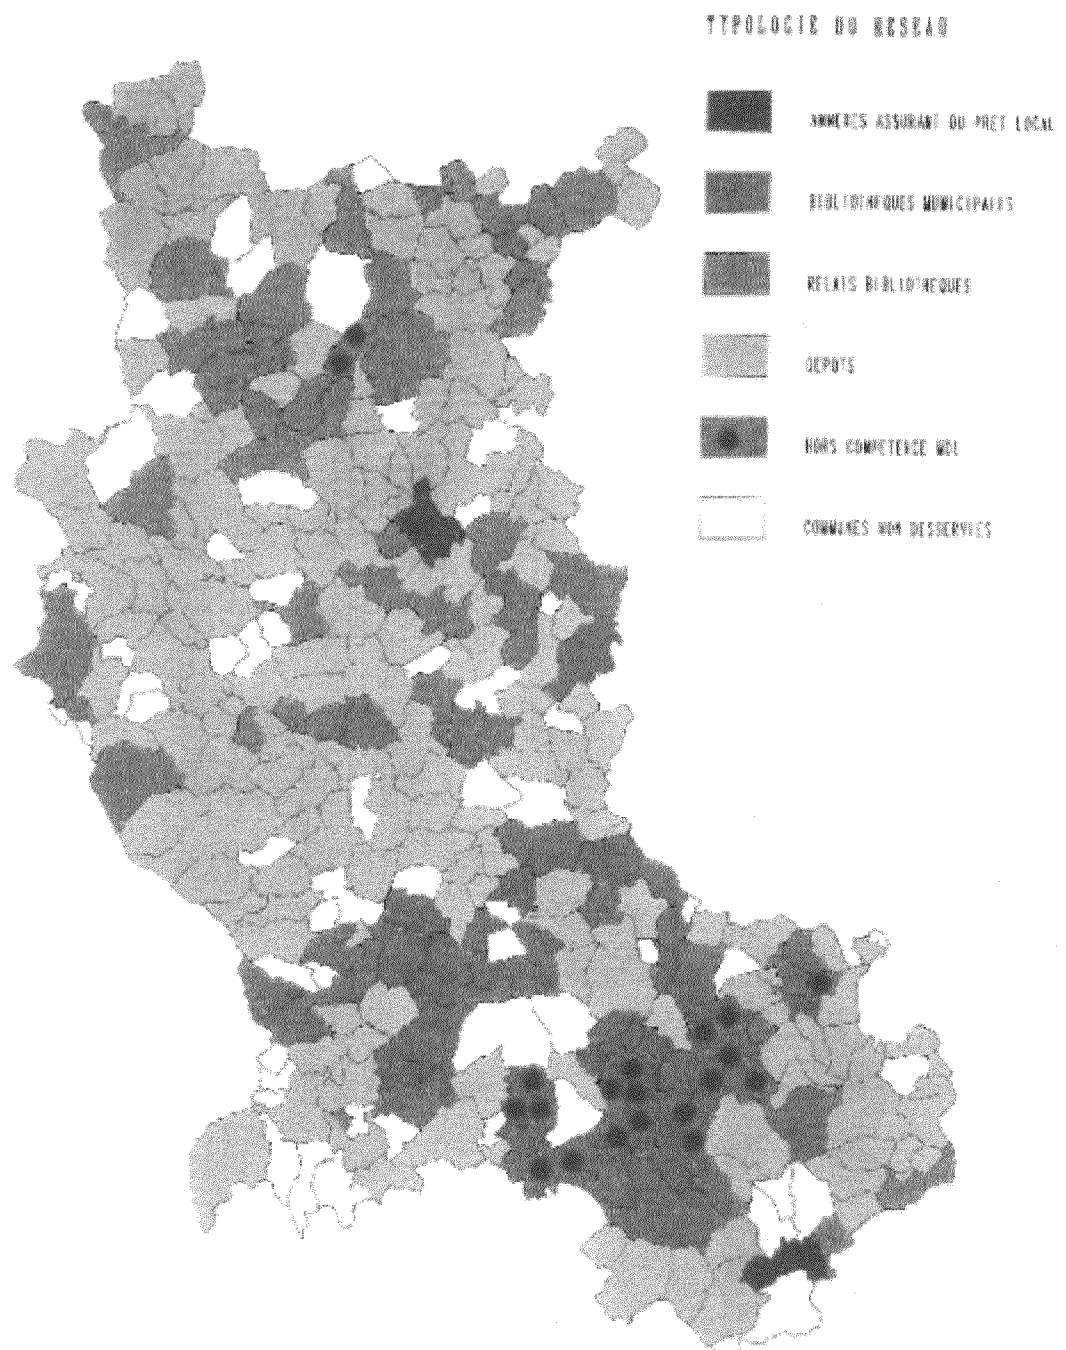 TYPOLOGIE DU RESEAU
ANNEXES ASSURANT DU PRET LOCAL
BIBLIOTHEQUES MUNICIPALES
RELAIS BIBLIOTHEQUES
DEPOTS
HORS COMPETENCE BDL
COMMUNES NON DESSERVIES